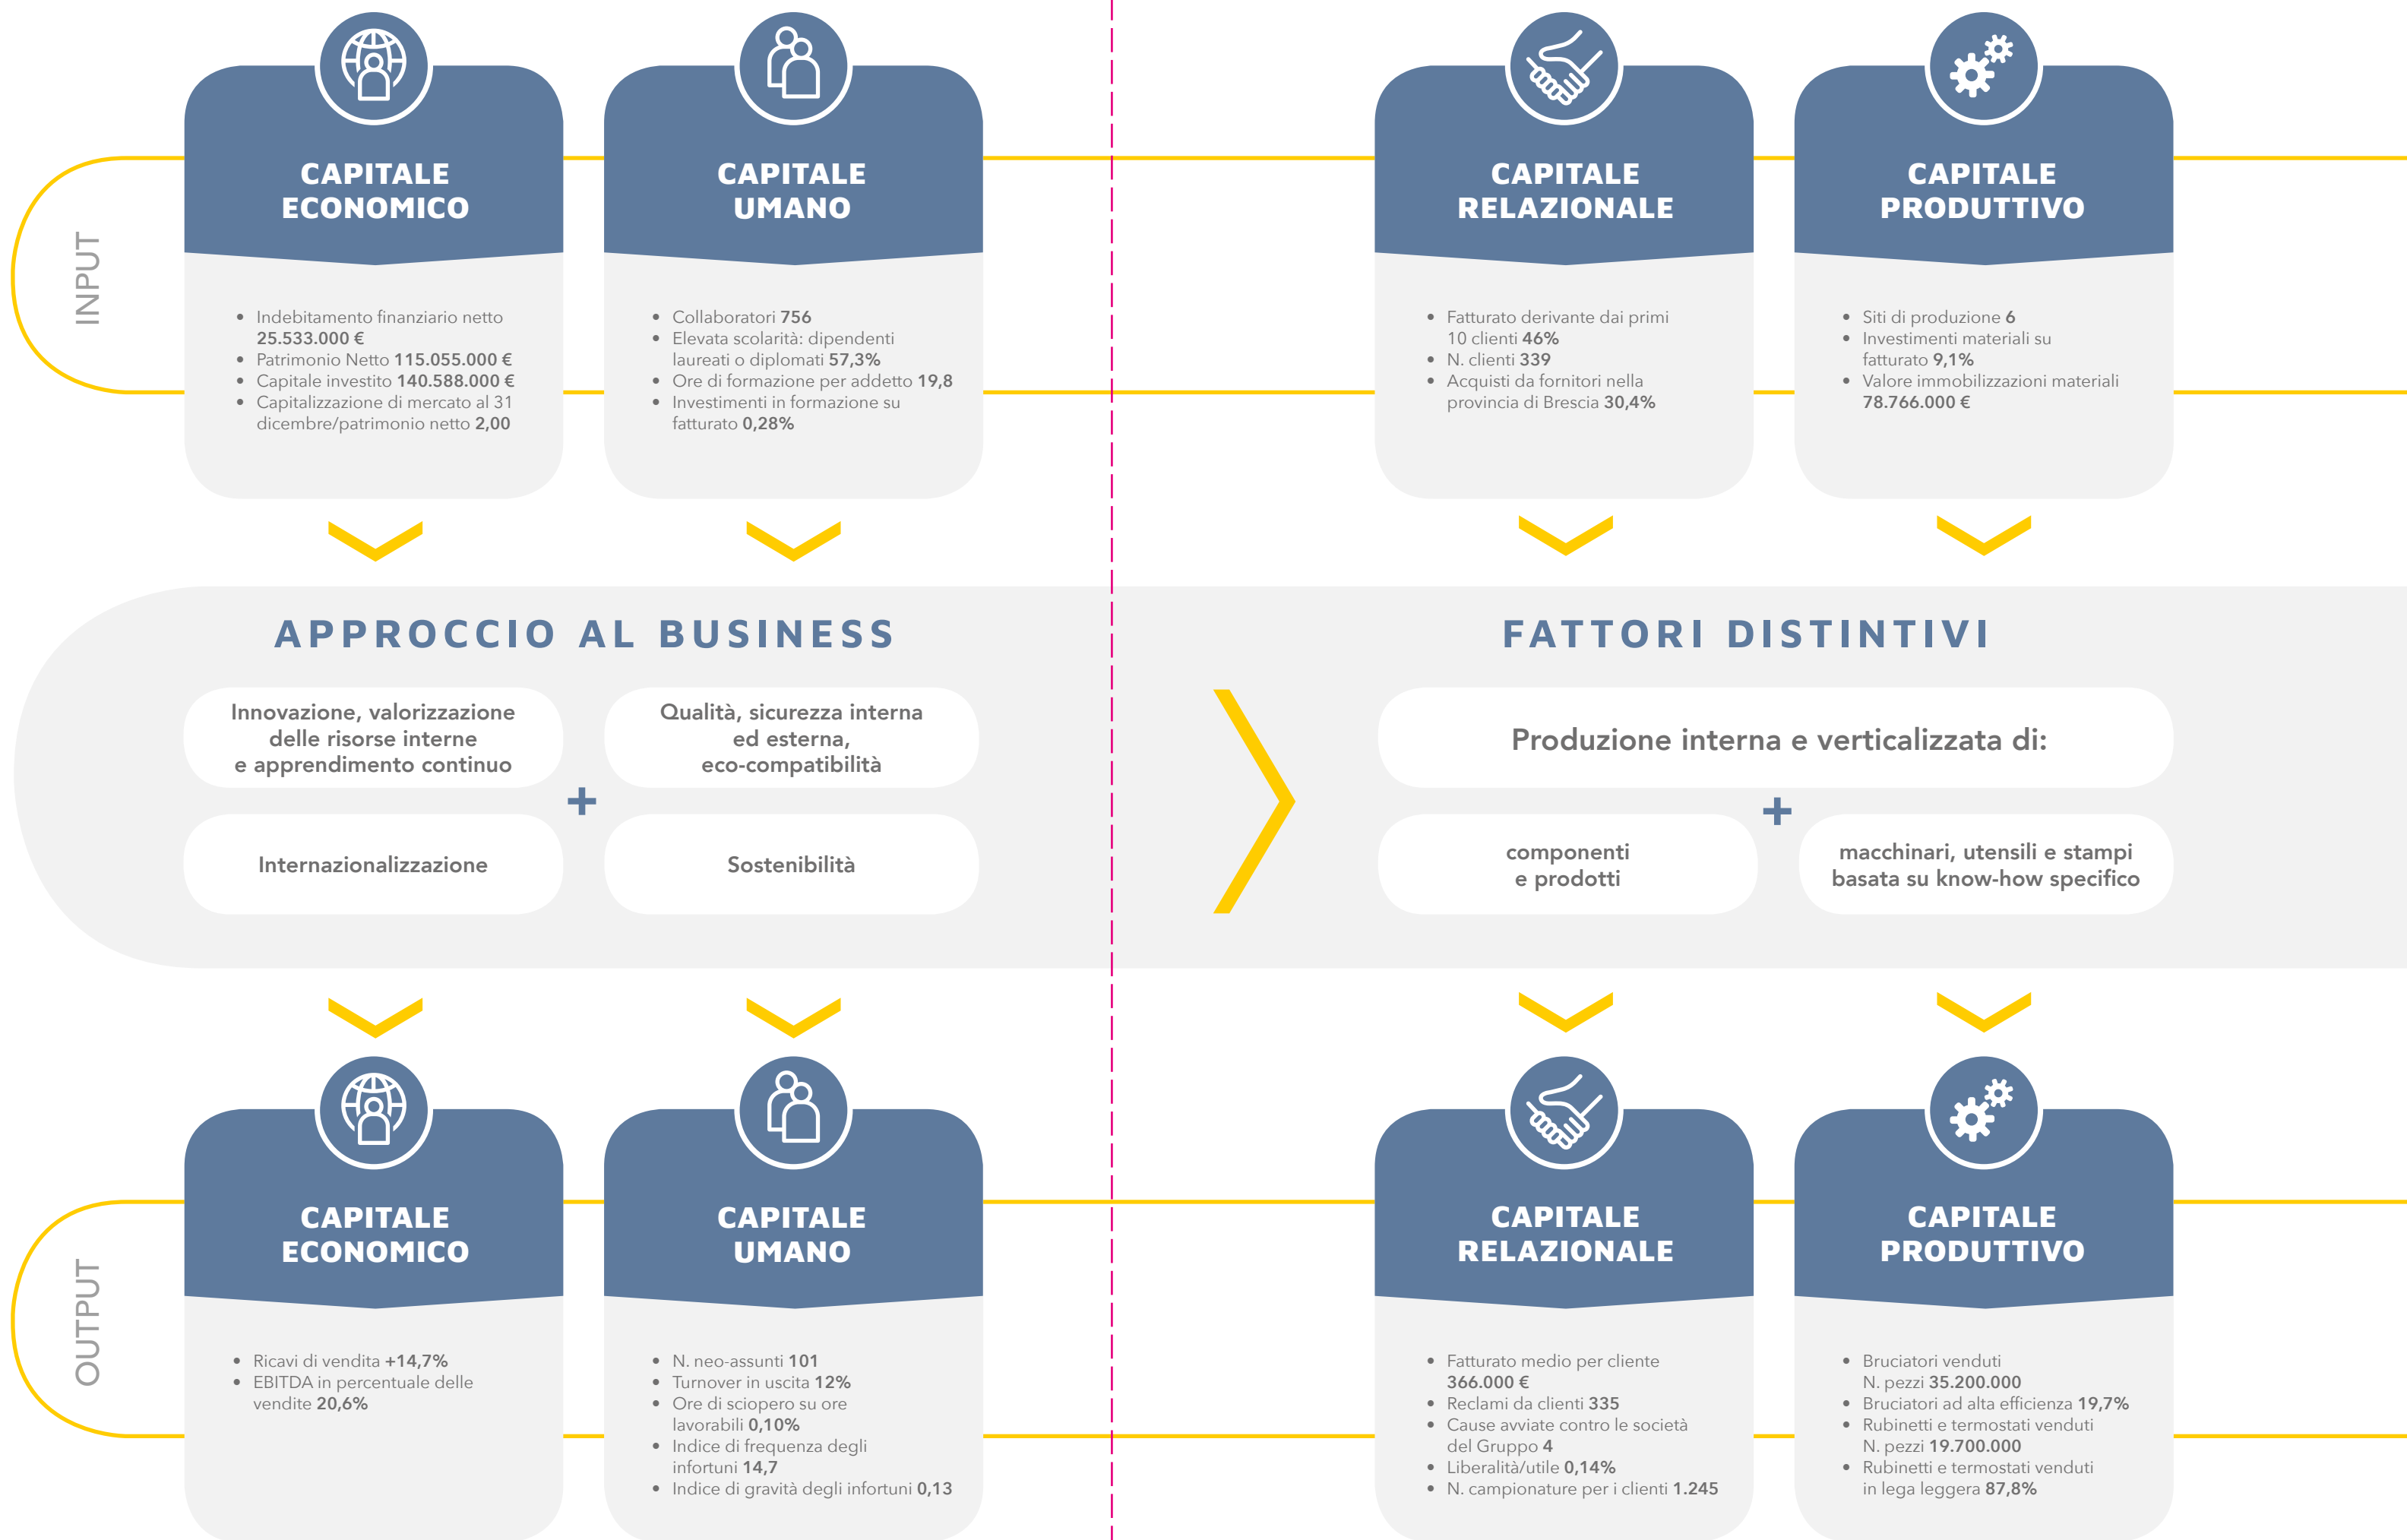 INPUT
CAPITALE
ECONOMICO
• Indebitamento finanziario netto
25.533.000 €
• Patrimonio Netto 115.055.000 €
• Capitale investito 140.588.000 €
• Capitalizzazione di mercato al 31
dicembre/patrimonio netto 2,00
CAPITALE
UMANO
• Collaboratori 756
• Elevata scolarità: dipendenti
laureati o diplomati 57,3%
• Ore di formazione per addetto 19,8
• Investimenti in formazione su
fatturato 0,28%
CAPITALE
RELAZIONALE
• Fatturato derivante dai primi
10 clienti 46%
• N. clienti 339
• Acquisti da fornitori nella
provincia di Brescia 30,4%
CAPITALE
PRODUTTIVO
• Siti di produzione 6
• Investimenti materiali su
fatturato 9,1%
• Valore immobilizzazioni materiali
78.766.000 €
APPROCCIO AL BUSINESS
Innovazione, valorizzazione
delle risorse interne
e apprendimento continuo
Qualità, sicurezza interna
ed esterna,
eco-compatibilità
+
Internazionalizzazione
Sostenibilità
FATTORI DISTINTIVI
Produzione interna e verticalizzata di:
+
componenti
e prodotti
macchinari, utensili e stampi
basata su know-how specifico
OUTPUT
CAPITALE
ECONOMICO
• Ricavi di vendita +14,7%
• EBITDA in percentuale delle
vendite 20,6%
CAPITALE
UMANO
• N. neo-assunti 101
• Turnover in uscita 12%
• Ore di sciopero su ore
lavorabili 0,10%
• Indice di frequenza degli
infortuni 14,7
• Indice di gravità degli infortuni 0,13
CAPITALE
RELAZIONALE
• Fatturato medio per cliente
366.000 €
• Reclami da clienti 335
• Cause avviate contro le società
del Gruppo 4
• Liberalità/utile 0,14%
• N. campionature per i clienti 1.245
CAPITALE
PRODUTTIVO
• Bruciatori venduti
N. pezzi 35.200.000
• Bruciatori ad alta efficienza 19,7%
• Rubinetti e termostati venduti
N. pezzi 19.700.000
• Rubinetti e termostati venduti
in lega leggera 87,8%